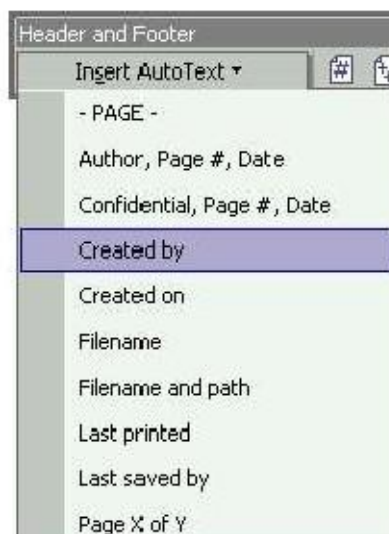 Header and Footer
Insert AutoText
- PAGE -
Author, Page #, Date
Confidential, Page #, Date
Created by
Created on
Filename
Filename and path
Last printed
Last saved by
Page X of Y